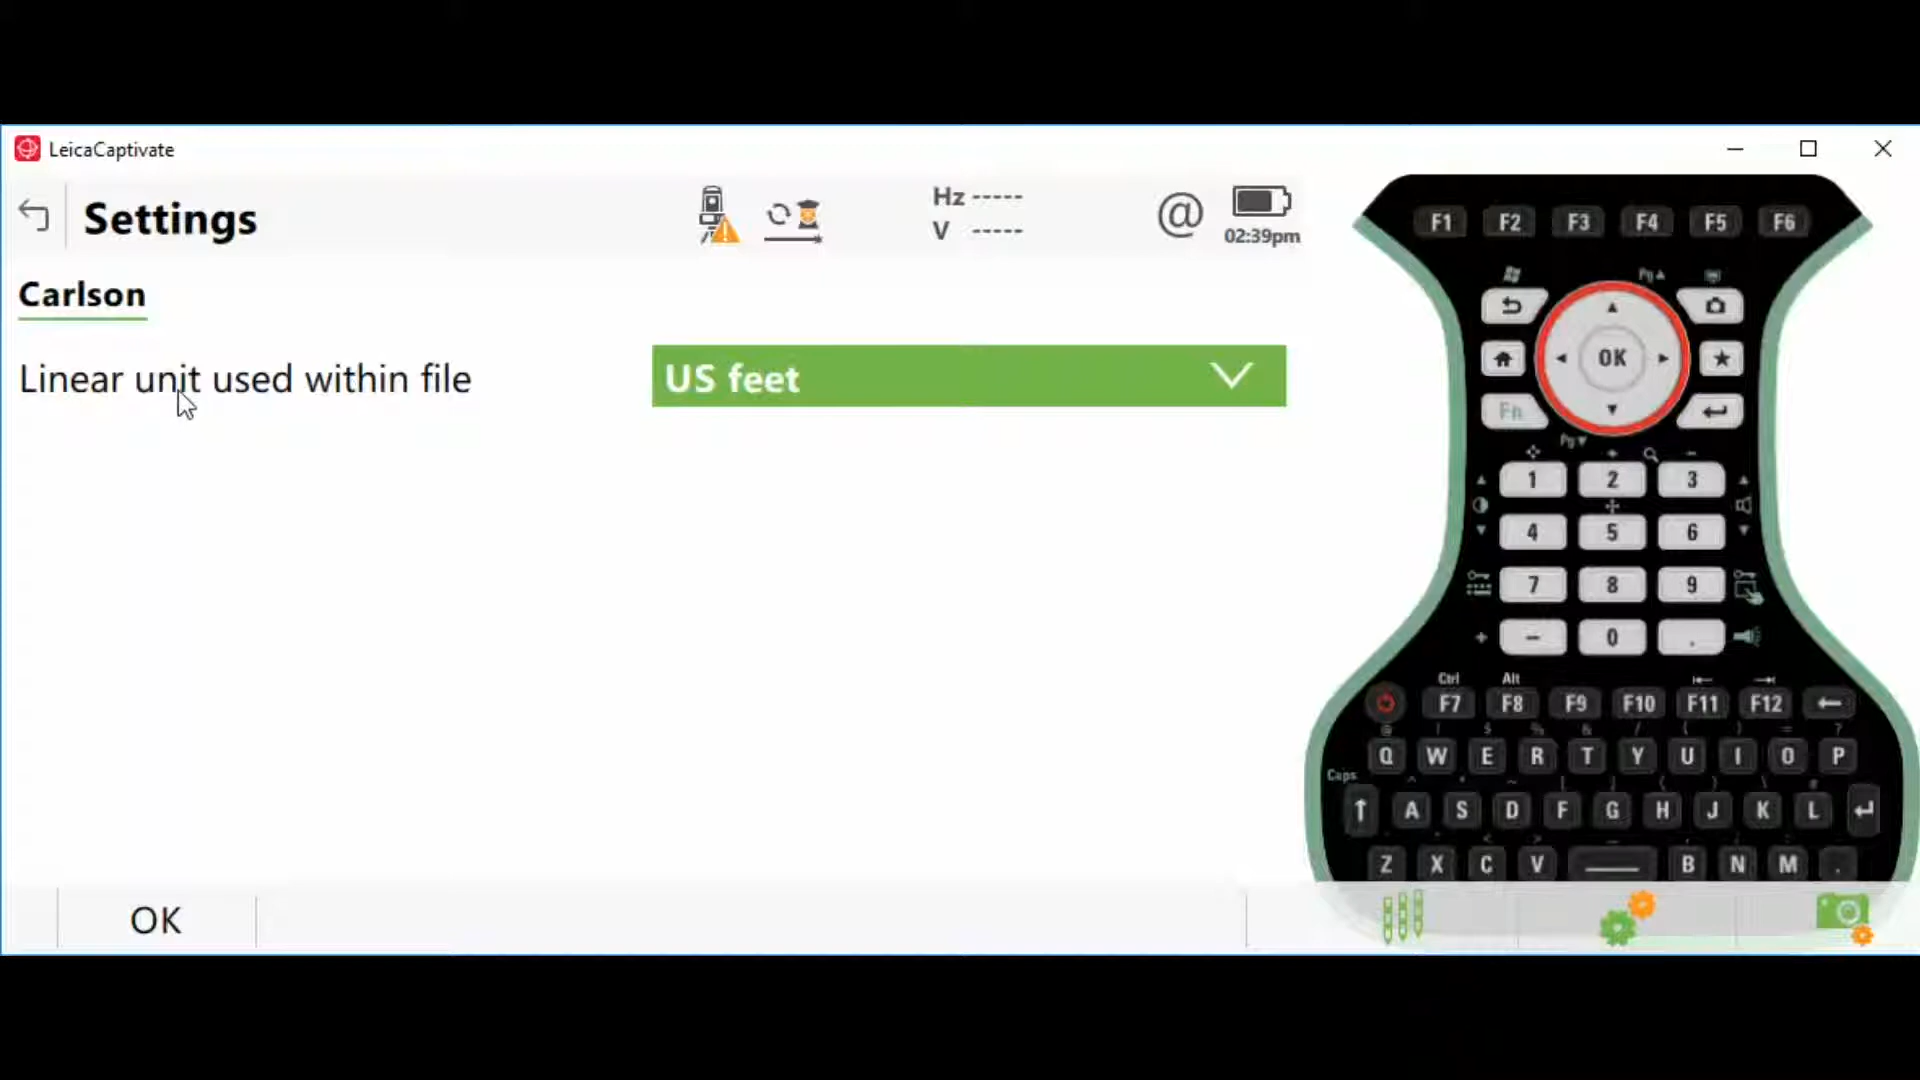 LeicaCaptivate
Settings
Hz -----
V -----
@
02:39pm
Carlson
Linear unit used within file
US feet
OK
F1 F2 F3 F4 F5 F6
Pg
OK
Fn
Pg
1 2 3
4 5 6
7 8 9
- 0 .
Ctrl Alt
F7 F8 F9 F10 F11 F12
Q W E R T Y U I O P
Caps
A S D F G H J K L
Z X C V B N M .